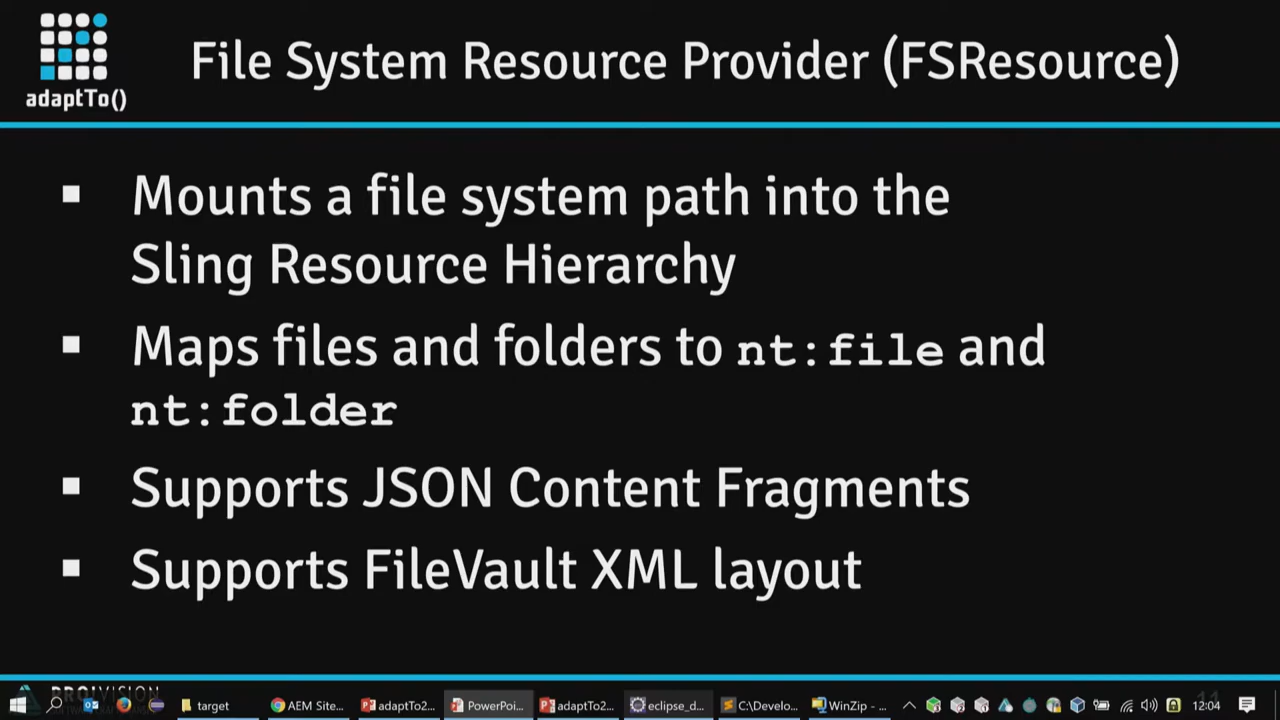 adaptTo()
File System Resource Provider (FSResource)
Mounts a file system path into the
Sling Resource Hierarchy
Maps files and folders to nt:file and
nt:folder
Supports JSON Content Fragments
Supports FileVault XML layout
target
AEM Site...
adaptTo2...
PowerPoi...
adaptTo2...
eclipse_d...
C:\Develo...
WinZip - ...
12:04